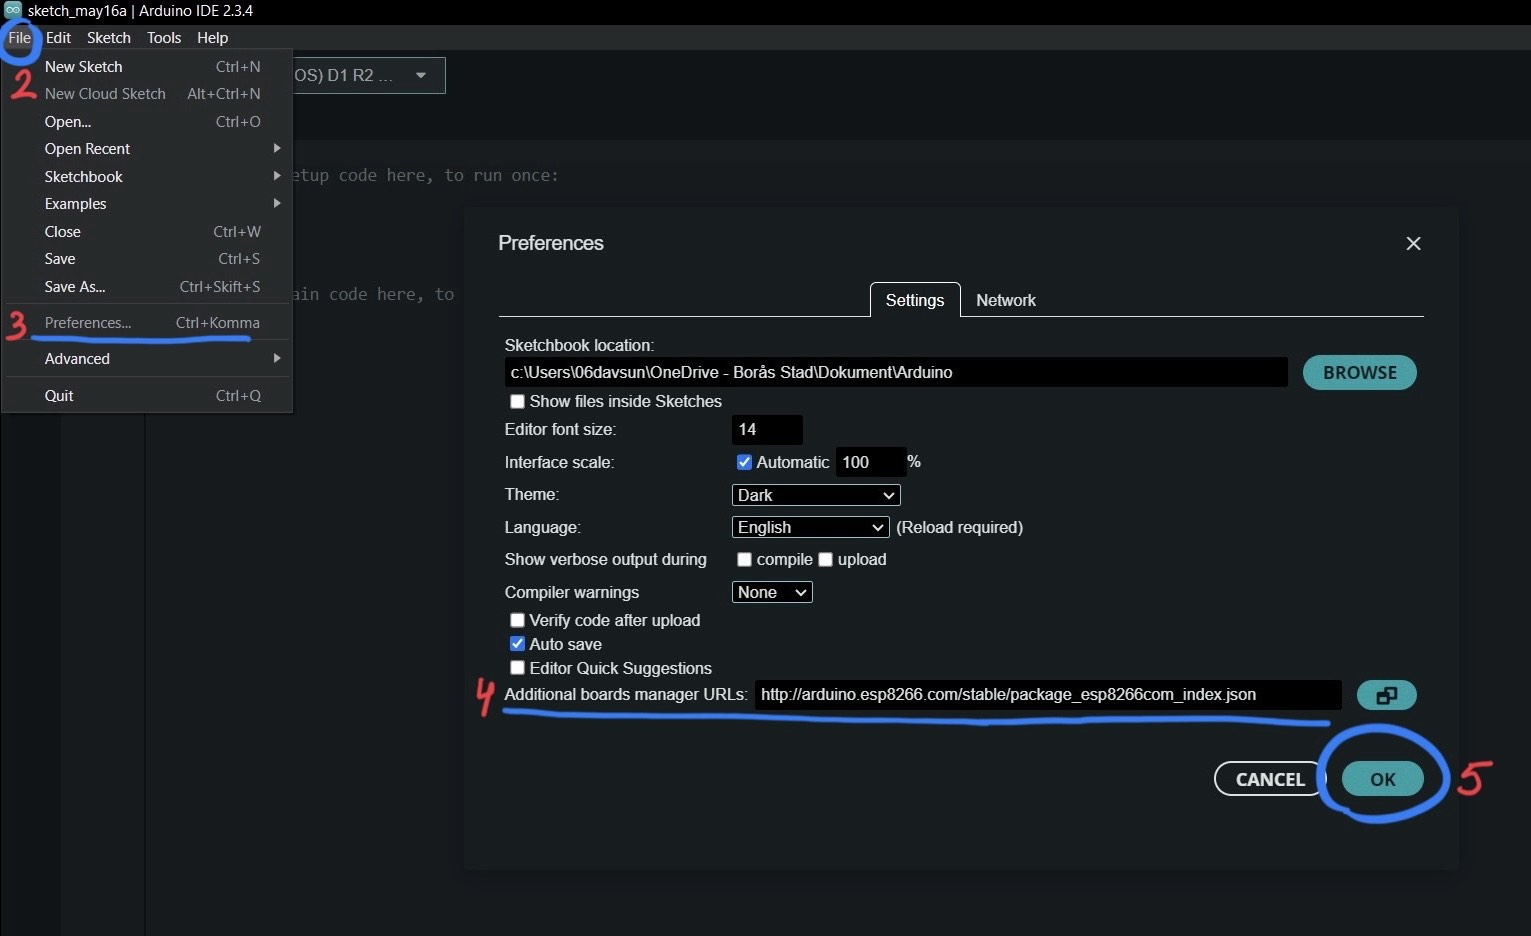 sketch_may16a | Arduino IDE 2.3.4
File Edit Sketch Tools Help
2
New Sketch Ctrl+N
New Cloud Sketch Alt+Ctrl+N
Open... Ctrl+O
Open Recent
Sketchbook
Examples
Close Ctrl+W
Save Ctrl+S
Save As... Ctrl+Skift+S
3 Preferences... Ctrl+Komma
Advanced
Quit Ctrl+Q
OS) D1 R2 ...
etup code here, to run once:
ain code here, to
Preferences
Settings Network
Sketchbook location:
c:\Users\06davsun\OneDrive - Borås Stad\Dokument\Arduino BROWSE
Show files inside Sketches
Editor font size: 14
Interface scale: Automatic 100 %
Theme: Dark
Language: English (Reload required)
Show verbose output during compile upload
Compiler warnings None
Verify code after upload
Auto save
Editor Quick Suggestions
4 Additional boards manager URLs: http://arduino.esp8266.com/stable/package_esp8266com_index.json
CANCEL OK 5